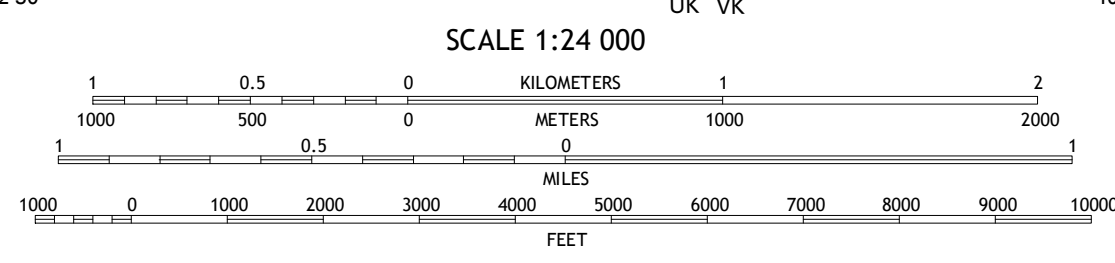 UK VK
SCALE 1:24 000
1 0.5 0 KILOMETERS 1 2
1000 500 0 METERS 1000 2000
1 0.5 0 1
MILES
1000 0 1000 2000 3000 4000 5000 6000 7000 8000 9000 10000
FEET